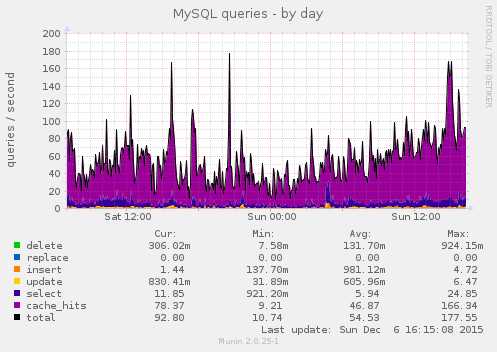 MySQL queries - by day
RRDTOOL / TOBI OETIKER
queries / second
200
180
160
140
120
100
80
60
40
20
0
Sat 12:00 Sun 00:00 Sun 12:00
Cur: Min: Avg: Max:
delete 306.02m 7.58m 131.70m 924.15m
replace 0.00 0.00 0.00 0.00
insert 1.44 137.70m 981.12m 4.72
update 830.41m 31.89m 605.96m 6.47
select 11.85 921.20m 5.94 24.85
cache_hits 78.37 9.21 46.87 166.34
total 92.80 10.74 54.53 177.55
Last update: Sun Dec 6 16:15:08 2015
Munin 2.0.25-1